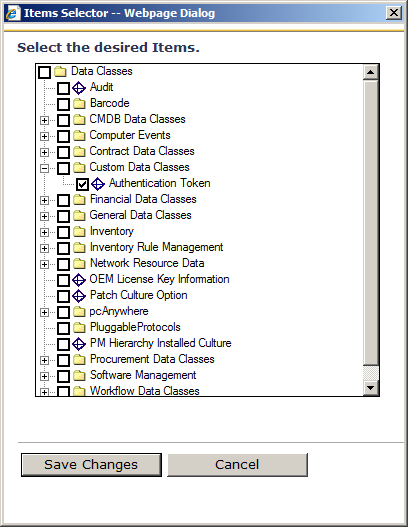 Items Selector -- Webpage Dialog
Select the desired Items.
Data Classes
Audit
Barcode
CMDB Data Classes
Computer Events
Contract Data Classes
Custom Data Classes
Authentication Token
Financial Data Classes
General Data Classes
Inventory
Inventory Rule Management
Network Resource Data
OEM License Key Information
Patch Culture Option
pcAnywhere
PluggableProtocols
PM Hierarchy Installed Culture
Procurement Data Classes
Software Management
Workflow Data Classes
Save Changes
Cancel